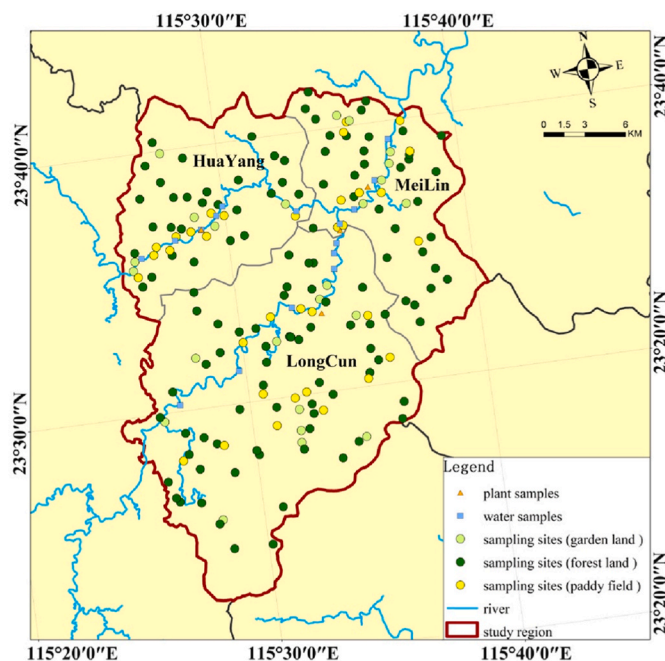 115°30′0″E 115°40′0″E
N
W E
S
0 1.5 3 6
KM
23°40′0″N
23°40′0″N
HuaYang
MeiLin
23°20′0″N
LongCun
23°30′0″N
Legend
plant samples
water samples
sampling sites (garden land)
sampling sites (forest land)
sampling sites (paddy field)
river
study region
23°20′0″N
115°20′0″E 115°30′0″E 115°40′0″E